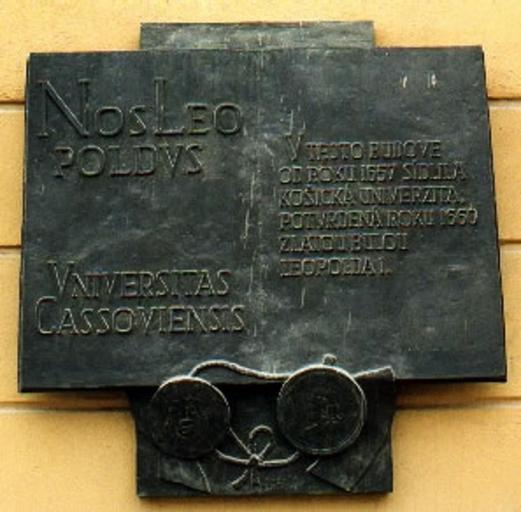 NOS LEO
POLDVS
VNIVERSITAS
CASSOVIENSIS
V TEJTO BUDOVE
OD ROKU 1657 SÍDLILA
KOŠICKÁ UNIVERZITA,
POTVRDENÁ ROKU 1660
ZLATOU BULOU
LEOPOLDA I.